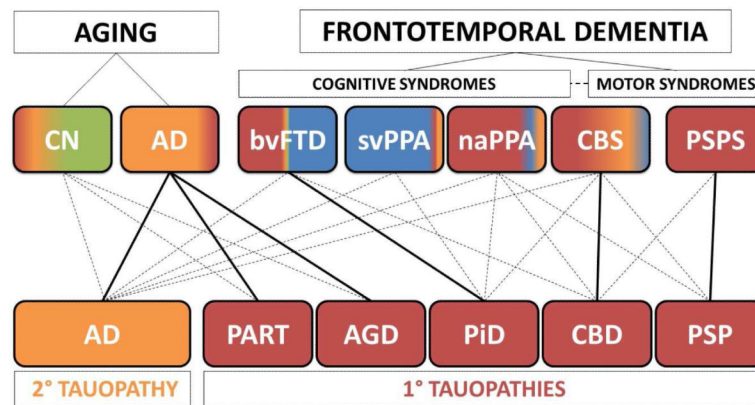 AGING
FRONTOTEMPORAL DEMENTIA
COGNITIVE SYNDROMES
MOTOR SYNDROMES
CN
AD
bvFTD
svPPA
naPPA
CBS
PSPS
AD
PART
AGD
PiD
CBD
PSP
2° TAUOPATHY
1° TAUOPATHIES